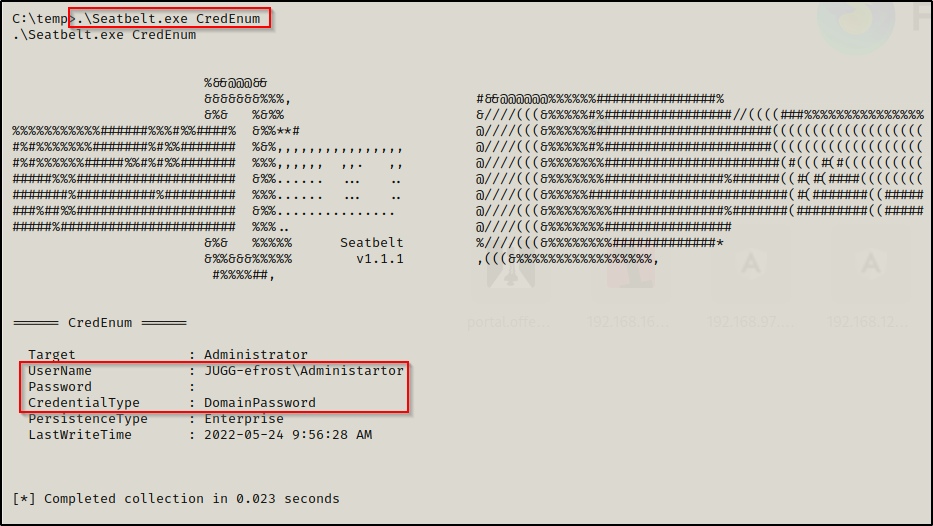 C:\temp>.\Seatbelt.exe CredEnum
.\Seatbelt.exe CredEnum
Seatbelt
v1.1.1
====== CredEnum ======
Target : Administrator
UserName : JUGG-efrost\Administartor
Password :
CredentialType : DomainPassword
PersistenceType : Enterprise
LastWriteTime : 2022-05-24 9:56:28 AM
[*] Completed collection in 0.023 seconds